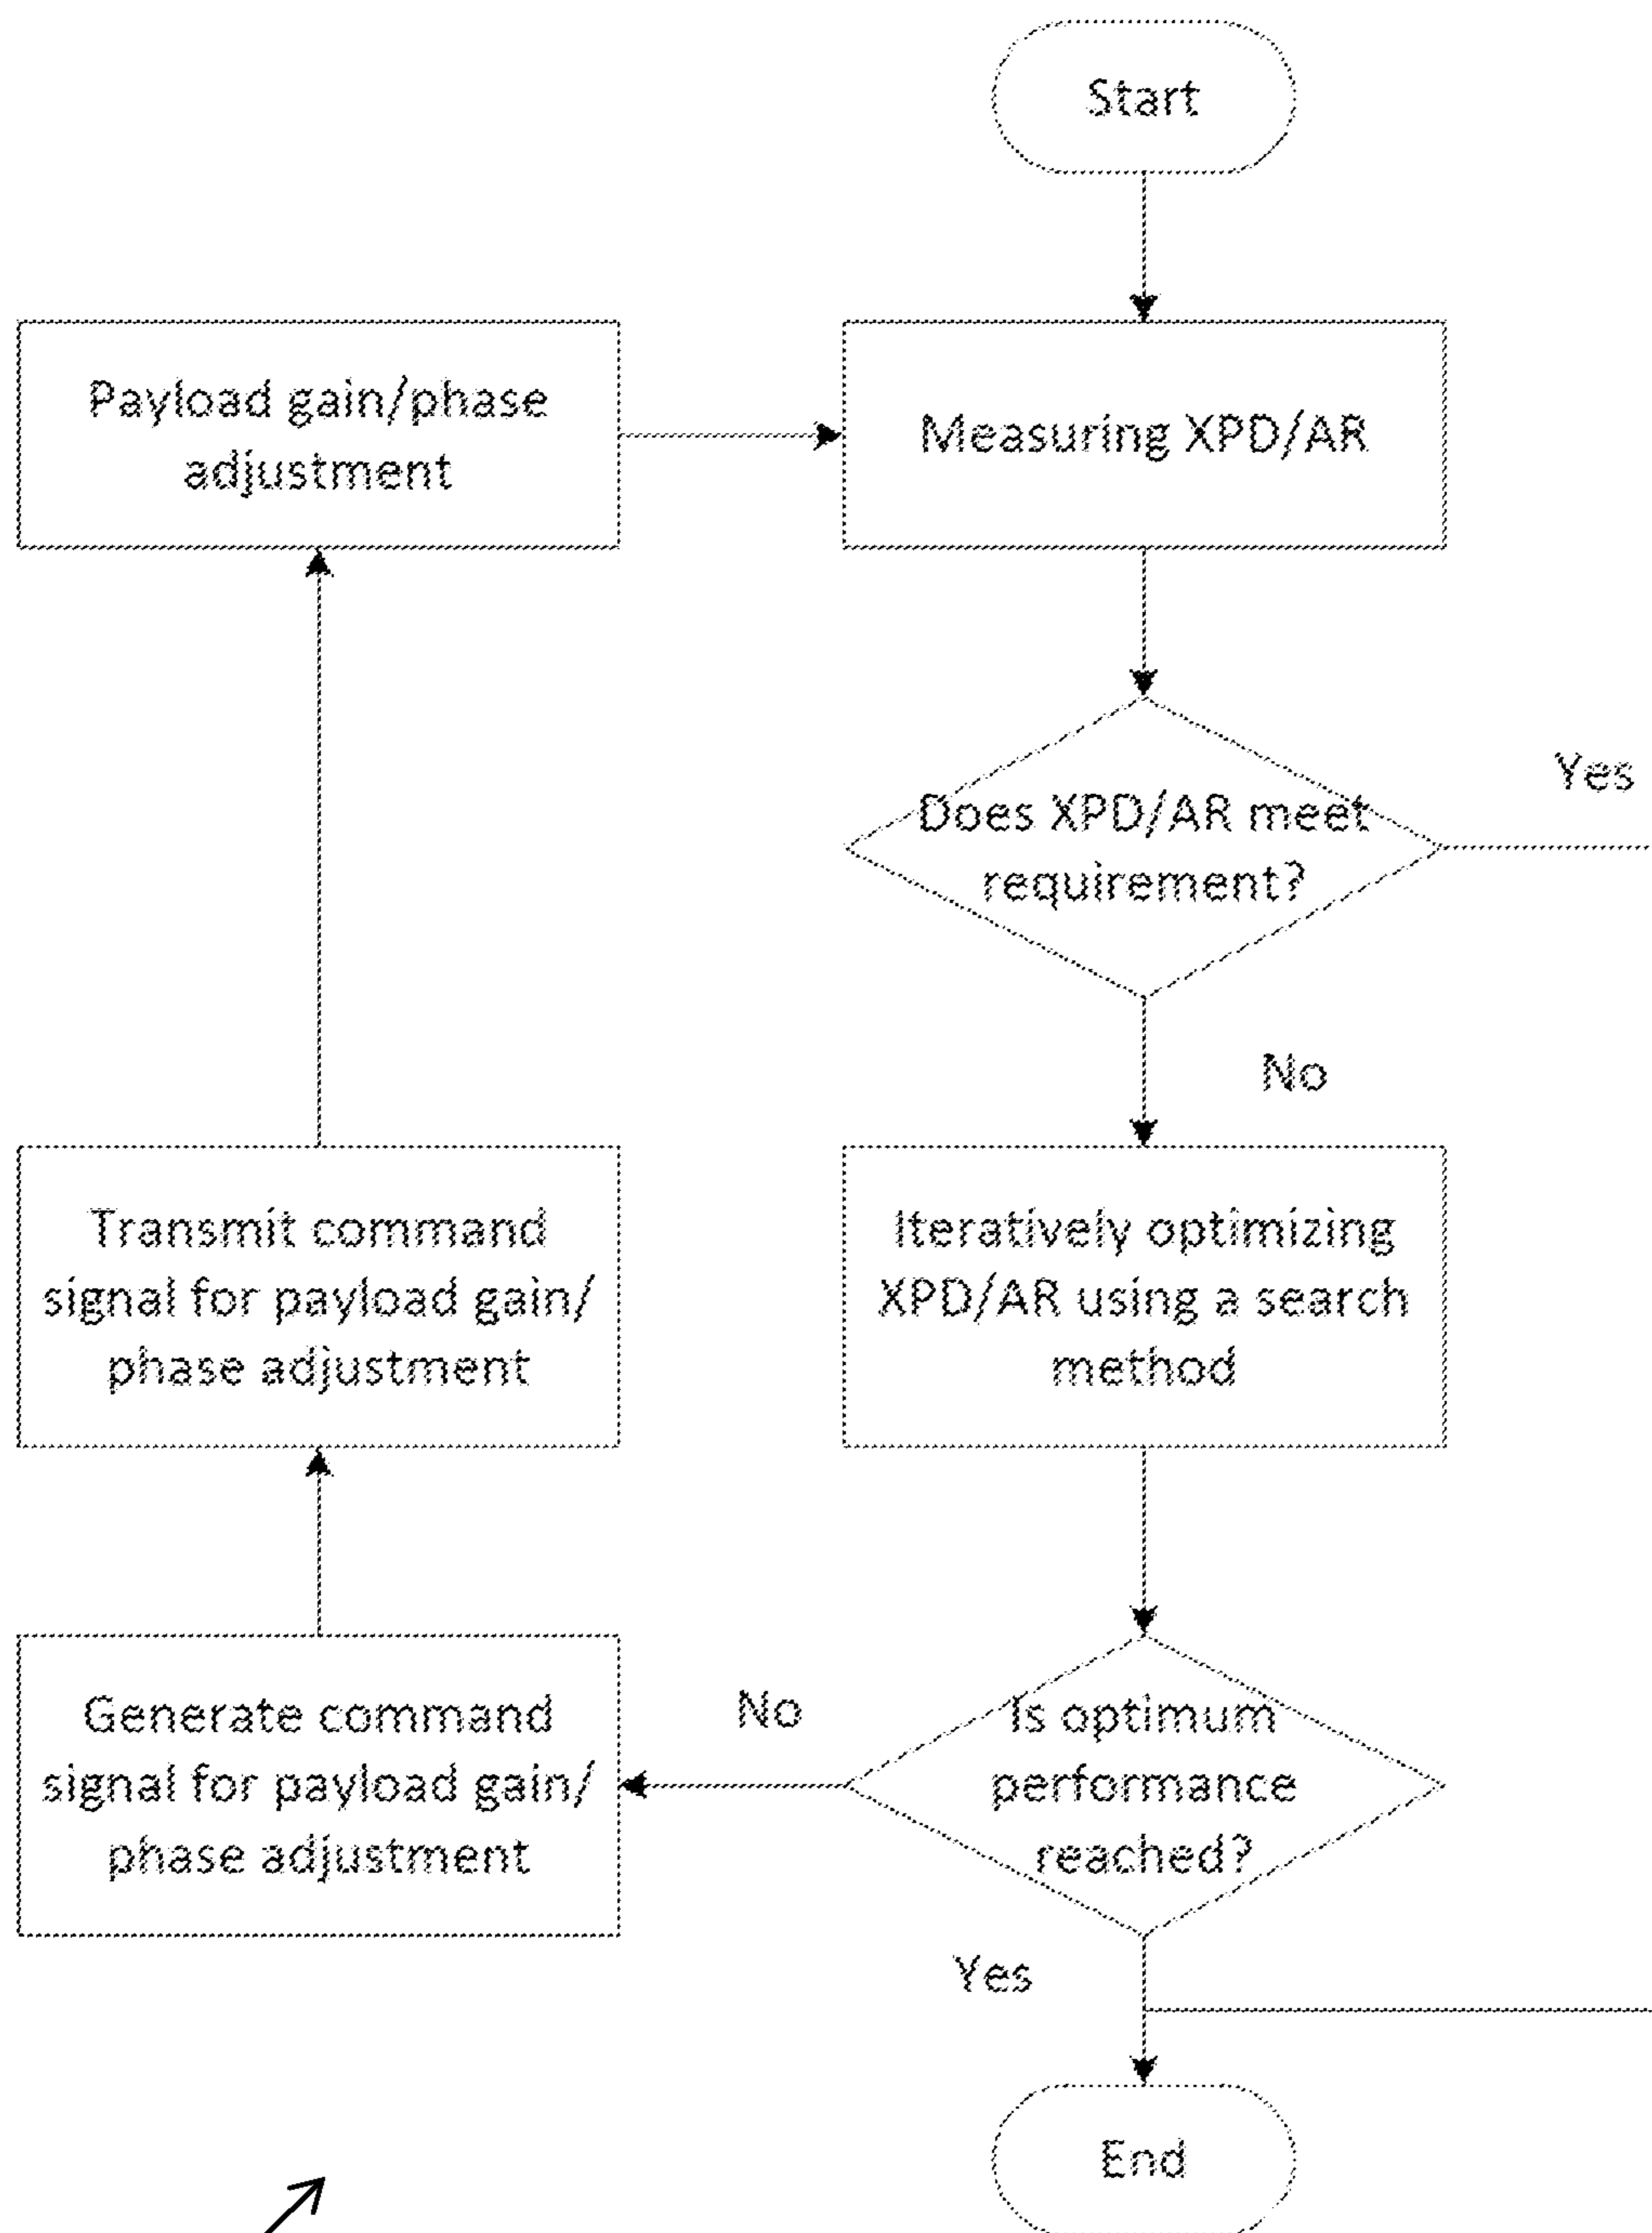 Start
Payload gain/phase
adjustment
Measuring XPD/AR
Does XPD/AR meet
requirement?
Yes
No
Transmit command
signal for payload gain/
phase adjustment
Iteratively optimizing
XPD/AR using a search
method
Generate command
signal for payload gain/
phase adjustment
No
Is optimum
performance
reached?
Yes
End